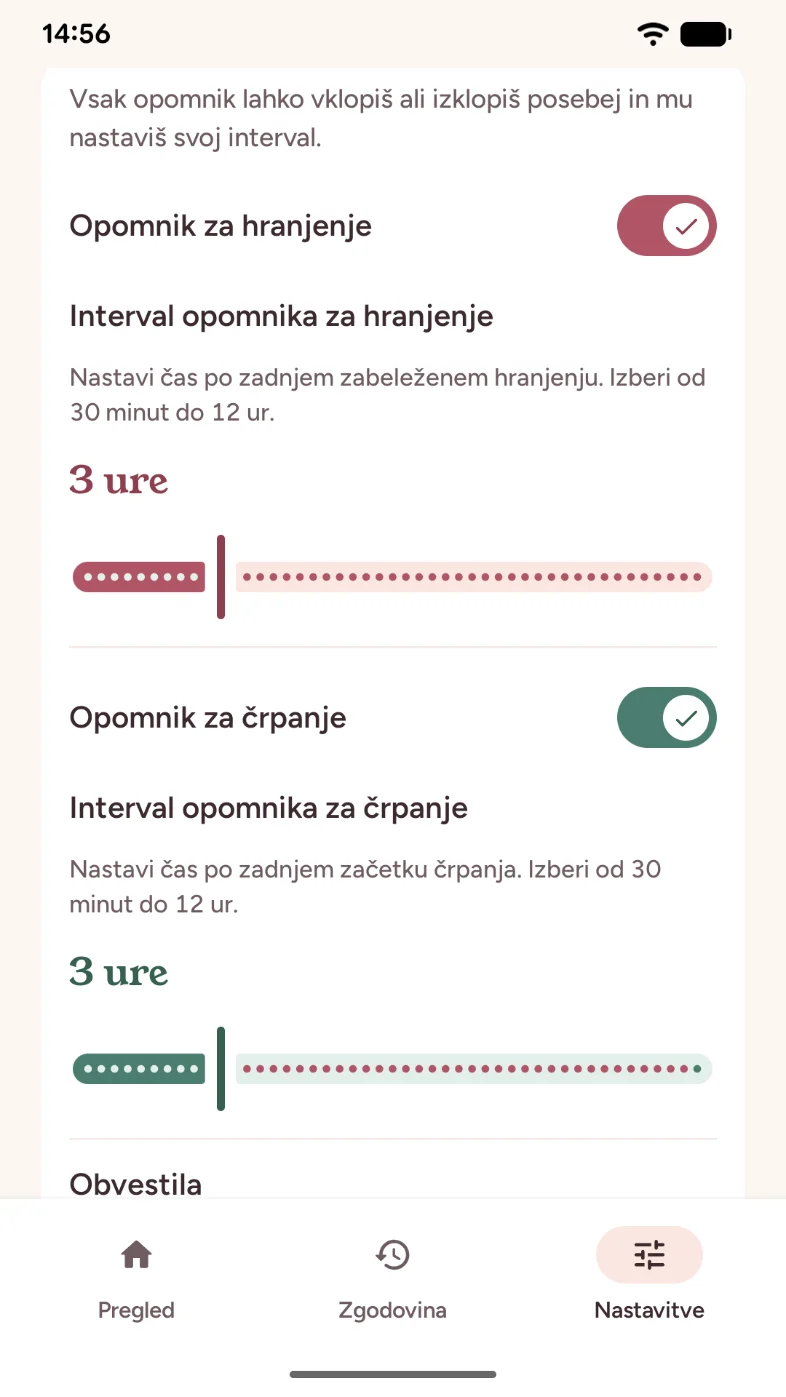 14:56
Vsak opomnik lahko vklopiš ali izklopiš posebej in mu
nastaviš svoj interval.
Opomnik za hranjenje
Interval opomnika za hranjenje
Nastavi čas po zadnjem zabeleženem hranjenju. Izberi od
30 minut do 12 ur.
3 ure
Opomnik za črpanje
Interval opomnika za črpanje
Nastavi čas po zadnjem začetku črpanja. Izberi od 30
minut do 12 ur.
3 ure
Obvestila
Pregled
Zgodovina
Nastavitve